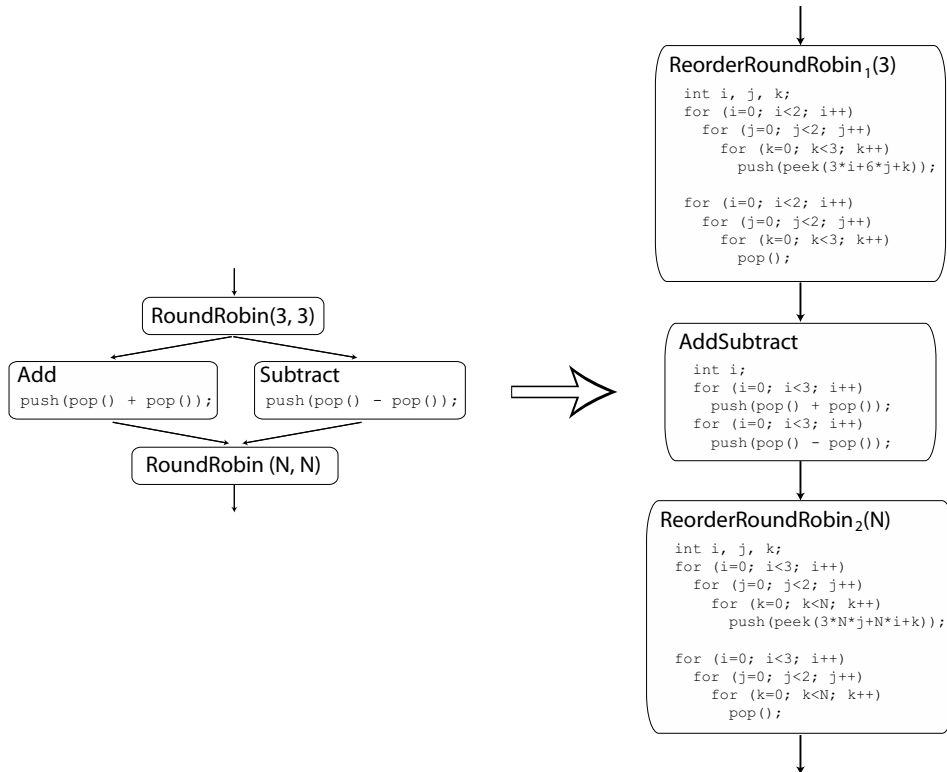 RoundRobin(3, 3)
Add
push(pop() + pop());
Subtract
push(pop() - pop());
RoundRobin (N, N)
ReorderRoundRobin₁(3)
int i, j, k;
for (i=0; i<2; i++)
for (j=0; j<2; j++)
for (k=0; k<3; k++)
push(peek(3*i+6*j+k));
for (i=0; i<2; i++)
for (j=0; j<2; j++)
for (k=0; k<3; k++)
pop();
AddSubtract
int i;
for (i=0; i<3; i++)
push(pop() + pop());
for (i=0; i<3; i++)
push(pop() - pop());
ReorderRoundRobin₂(N)
int i, j, k;
for (i=0; i<3; i++)
for (j=0; j<2; j++)
for (k=0; k<N; k++)
push(peek(3*N*j+N*i+k));
for (i=0; i<3; i++)
for (j=0; j<2; j++)
for (k=0; k<N; k++)
pop();